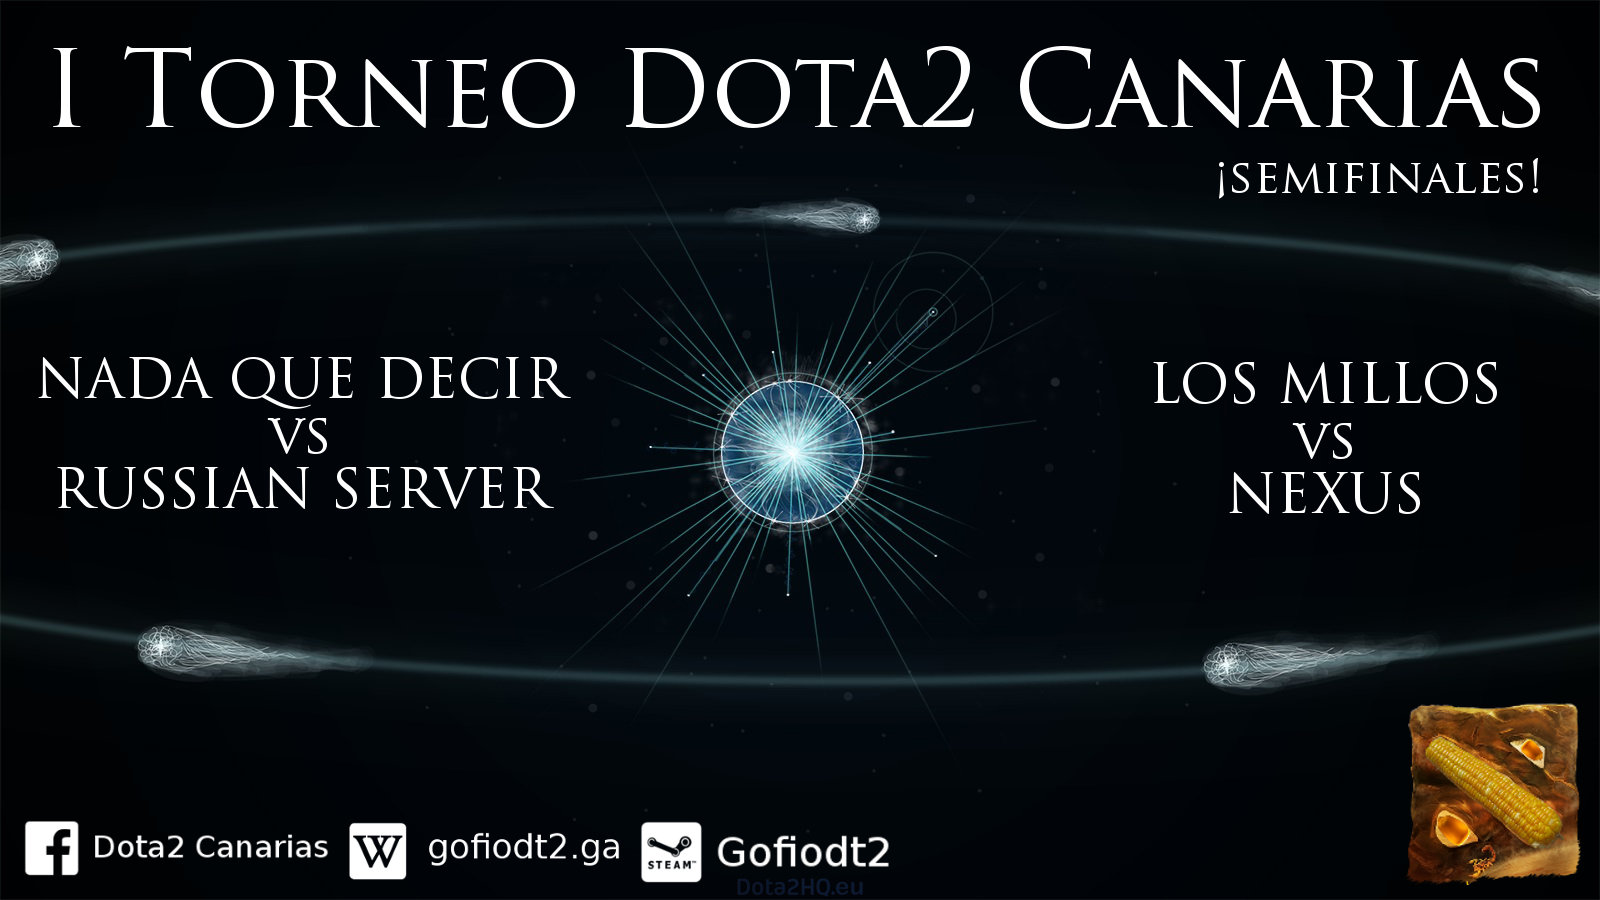 I TORNEO DOTA2 CANARIAS
¡SEMIFINALES!
NADA QUE DECIR
VS
RUSSIAN SERVER
LOS MILLOS
VS
NEXUS
f Dota2 Canarias W gofiodt2.ga STEAM™ Gofiodt2
Dota2HQ.eu